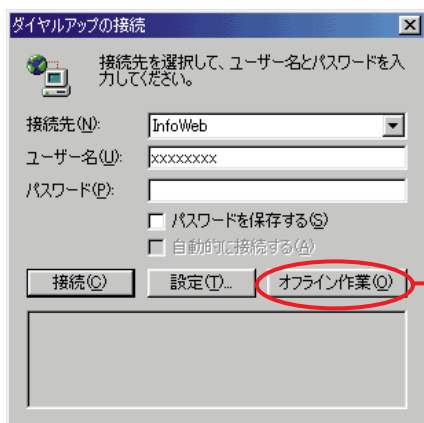 ダイヤルアップの接続
接続先を選択して、ユーザー名とパスワードを入
力してください。
接続先(N): InfoWeb
ユーザー名(U): xxxxxxxx
パスワード(P):
パスワードを保存する(S)
自動的に接続する(A)
接続(C) 設定(T)... オフライン作業(O)